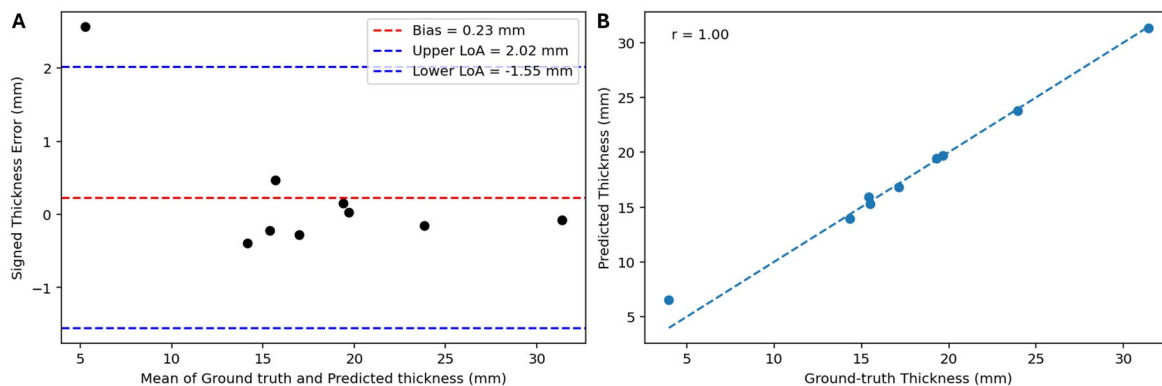 A
Bias = 0.23 mm
Upper LoA = 2.02 mm
Lower LoA = -1.55 mm
Signed Thickness Error (mm)
2
1
0
−1
5 10 15 20 25 30
Mean of Ground truth and Predicted thickness (mm)
B
r = 1.00
Predicted Thickness (mm)
30
25
20
15
10
5
5 10 15 20 25 30
Ground-truth Thickness (mm)